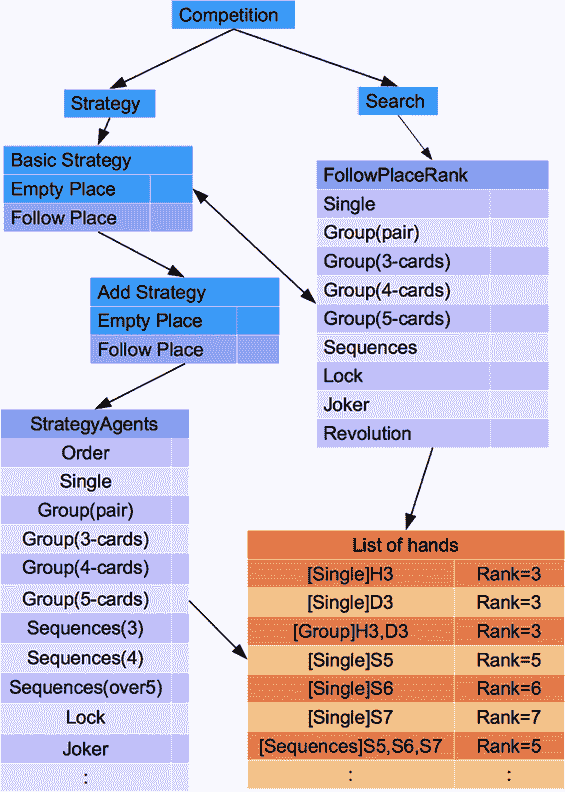 Competition
Strategy
Search
Basic Strategy
Empty Place
Follow Place
Add Strategy
Empty Place
Follow Place
StrategyAgents
Order
Single
Group(pair)
Group(3-cards)
Group(4-cards)
Group(5-cards)
Sequences(3)
Sequences(4)
Sequences(over5)
Lock
Joker
:
FollowPlaceRank
Single
Group(pair)
Group(3-cards)
Group(4-cards)
Group(5-cards)
Sequences
Lock
Joker
Revolution
List of hands
[Single]H3 Rank=3
[Single]D3 Rank=3
[Group]H3,D3 Rank=3
[Single]S5 Rank=5
[Single]S6 Rank=6
[Single]S7 Rank=7
[Sequences]S5,S6,S7 Rank=5
: :